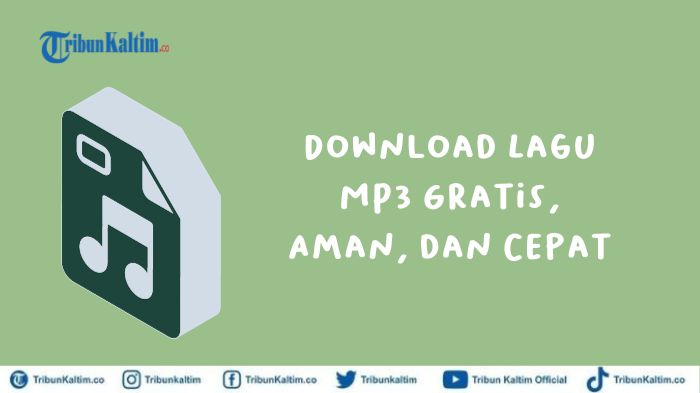 TribunKaltim.co
DOWNLOAD LAGU
MP3 GRATiS,
AMAN, DAN CEPAT
TribunKaltim.co Tribunkaltim TribunKaltim.co Tribunkaltim Tribun Kaltim Official TribunKaltim.co